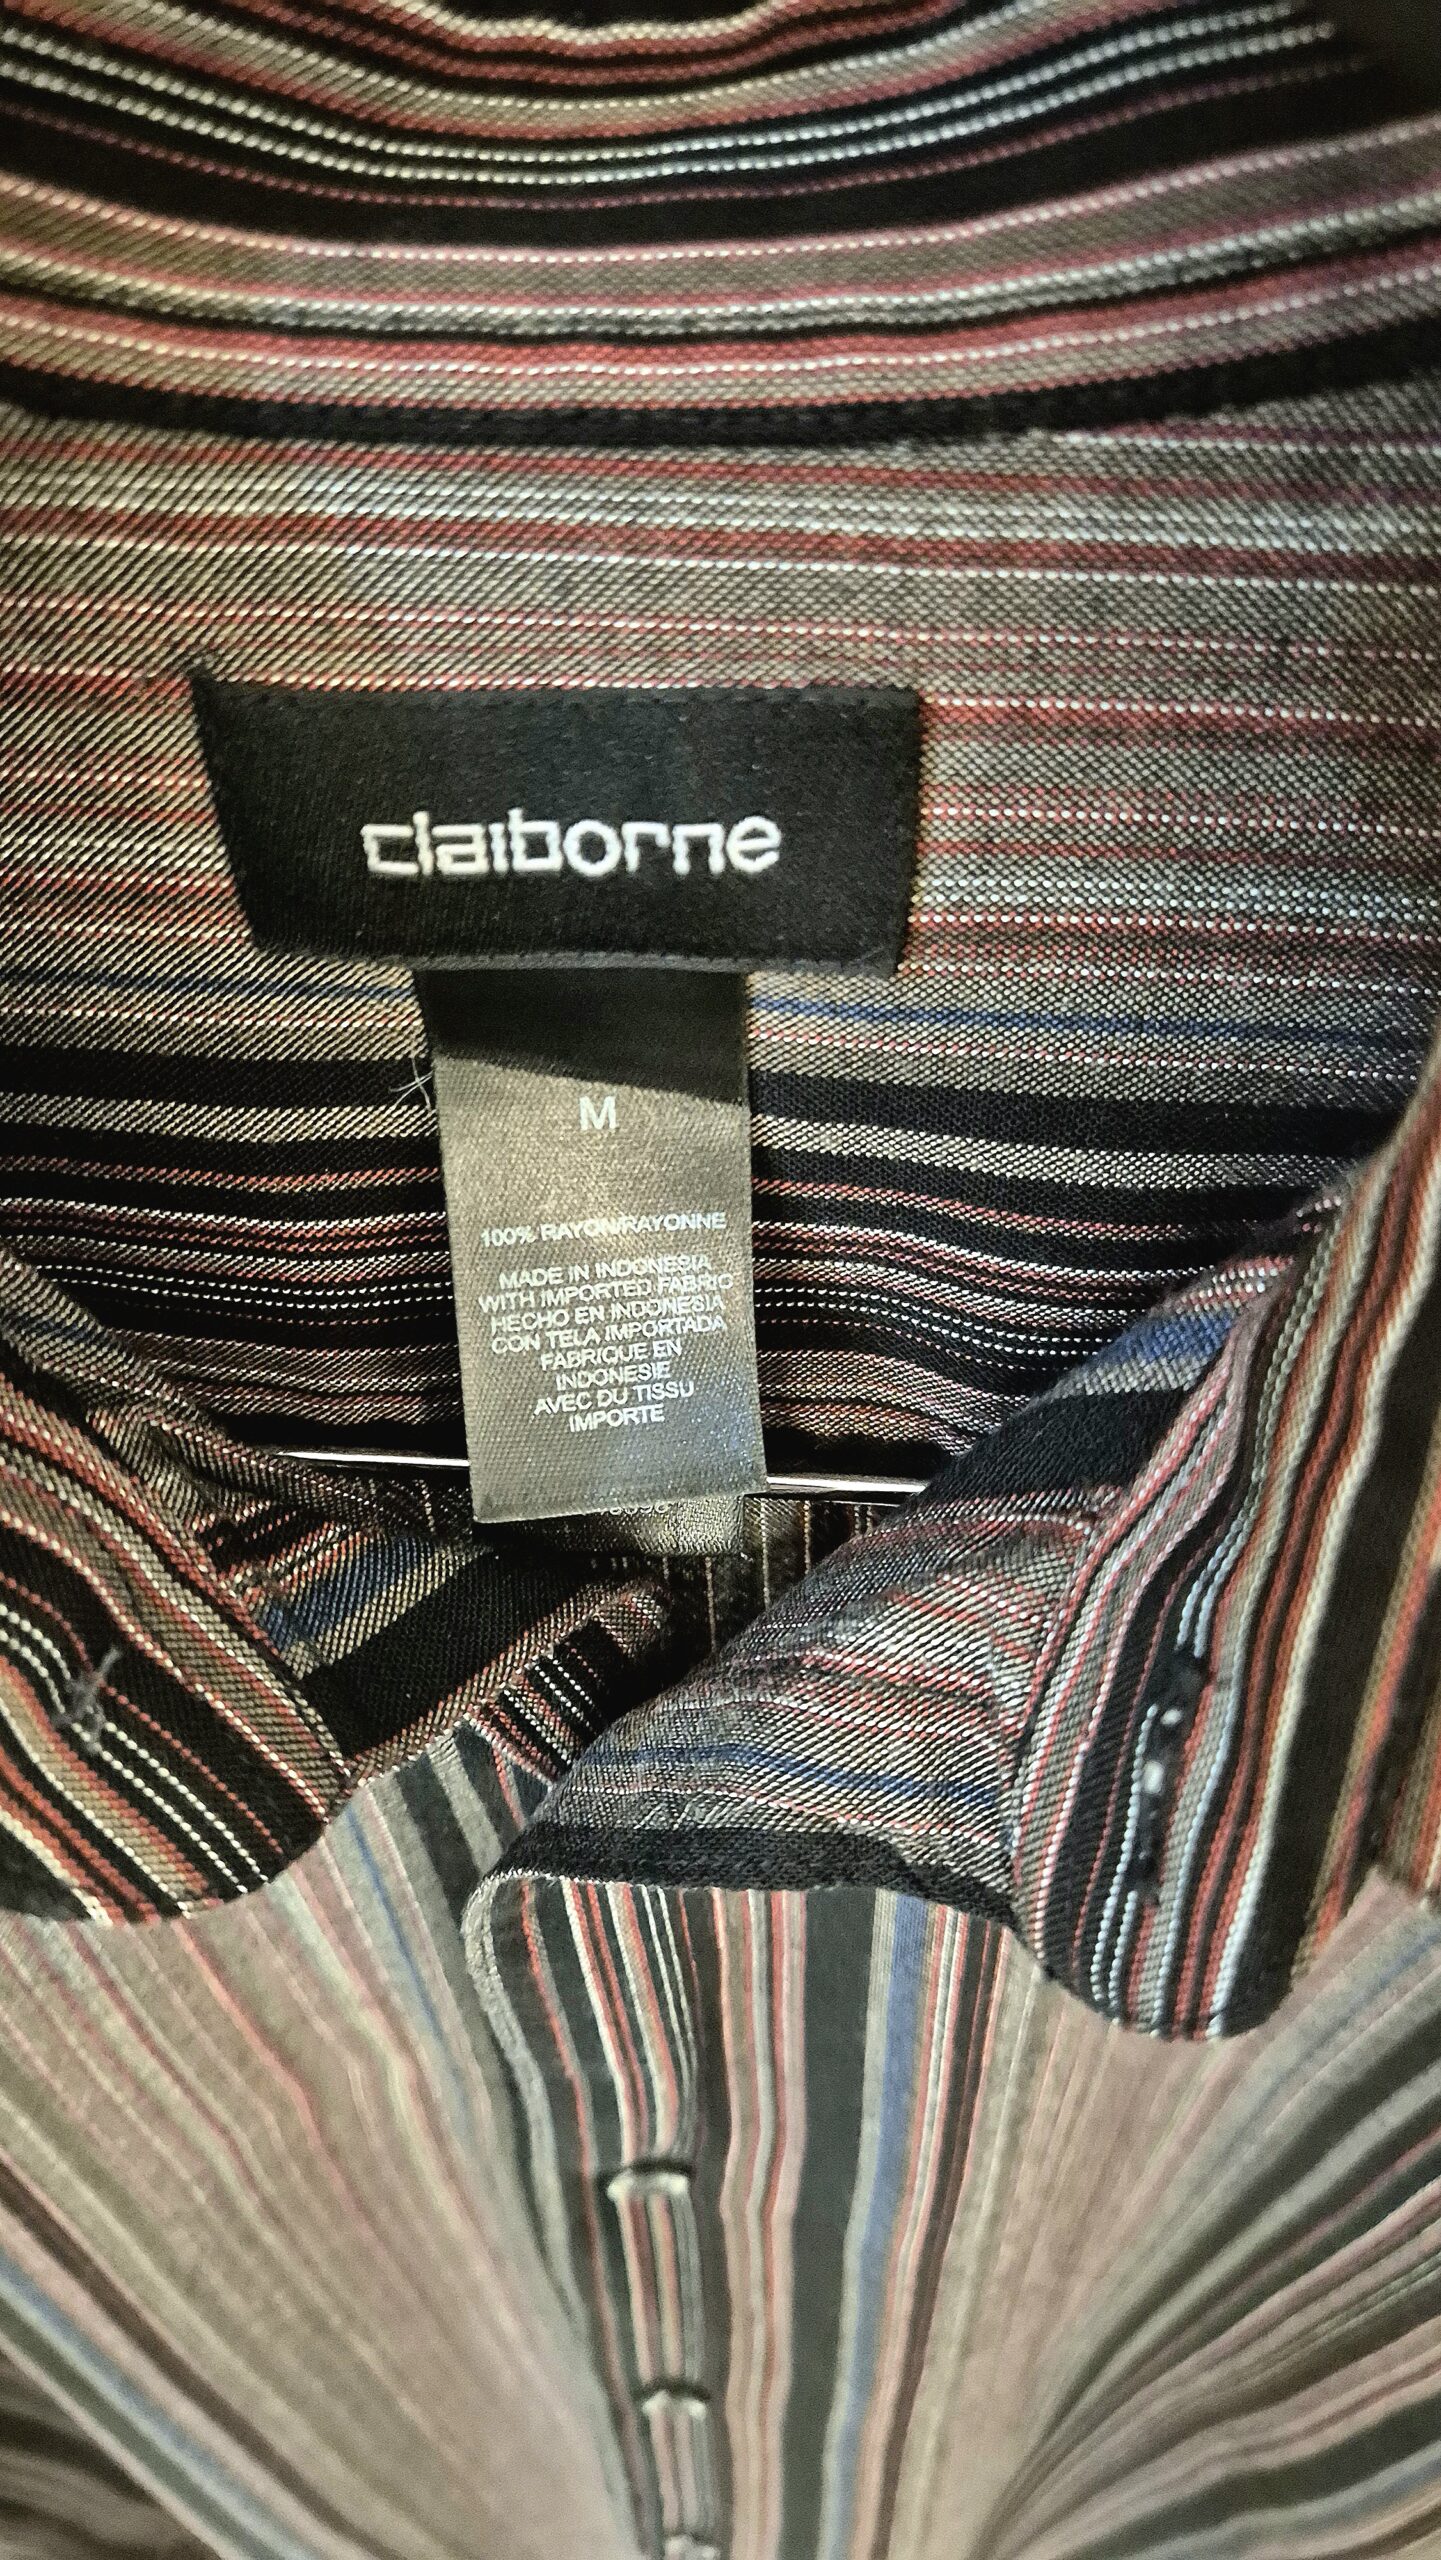 claiborne
M
100% RAYON/RAYONNE
MADE IN INDONESIA
WITH IMPORTED FABRIC
HECHO EN INDONESIA
CON TELA IMPORTADA
FABRIQUE EN
INDONESIE
AVEC DU TISSU
IMPORTE